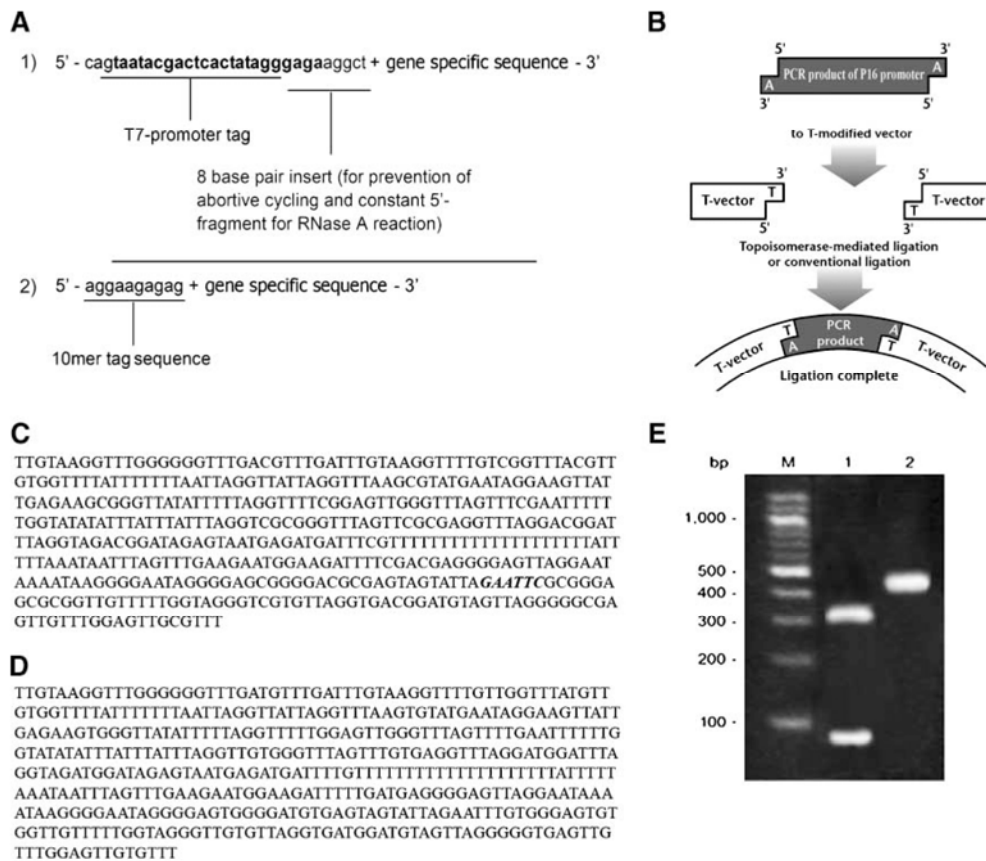 A
1) 5' - cagtaatacgactcactatagggagaaggct + gene specific sequence - 3'
T7-promoter tag
8 base pair insert (for prevention of
abortive cycling and constant 5'-
fragment for RNase A reaction)
2) 5' - aggaagagag + gene specific sequence - 3'
10mer tag sequence
B
5' 3'
A PCR product of P16 promoter A
3' 5'
to T-modified vector
3' 5'
T-vector T T T-vector
5' 3'
Topoisomerase-mediated ligation
or conventional ligation
T-vector T A PCR product A T T-vector
Ligation complete
C
TTGTAAGGTTTGGGGGGTTTGACGTTTGATTTGTAAGGTTTTGTCGGTTTACGTT
GTGGTTTTATTTTTTTAATTAGGTTATTAGGTTTAAGCGTATGAATAGGAAGTTAT
TGAGAAGCGGGTTATATTTTTAGGTTTTCGGAGTTGGGTTTAGTTTCGAATTTTT
TGGTATATATTTATTTATTTAGGTCGCGGGTTTAGTTCGCGAGGTTTAGGACGGAT
TTAGGTAGACGGATAGAGTAATGAGATGATTTCGTTTTTTTTTTTTTTTTTTTTATT
TTTAAATAATTTAGTTTGAAGAATGGAAGATTTTCGACGAGGGGAGTTAGGAAT
AAAATAAGGGGAATAGGGGAGCGGGGACGCGAGTAGTATTAGAATTCGCGGGA
GCGCGGTTGTTTTTGGTAGGGTCGTGTTAGGTGACGGATGTAGTTAGGGGGCGA
GTTGTTTGGAGTTGCGTTT
D
TTGTAAGGTTTGGGGGGTTTGATGTTTGATTTGTAAGGTTTTGTTGGTTTATGTT
GTGGTTTTATTTTTTTAATTAGGTTATTAGGTTTAAGTGTATGAATAGGAAGTTATT
GAGAAGTGGGTTATATTTTTAGGTTTTTGGAGTTGGGTTTAGTTTTGAATTTTTTG
GTATATATTTATTTATTTAGGTTGTGGGTTTAGTTTGTGAGGTTTAGGATGGATTTA
GGTAGATGGATAGAGTAATGAGATGATTTTGTTTTTTTTTTTTTTTTTTTTATTTTT
AAATAATTTAGTTTGAAGAATGGAAGATTTTTGATGAGGGGAGTTAGGAATAAA
ATAAGGGGAATAGGGGAGTGGGGATGTGAGTAGTATTAGAATTTGTGGGAGTGT
GGTTGTTTTTGGTAGGGTTGTGTTAGGTGATGGATGTAGTTAGGGGGTGAGTTG
TTTGGAGTTGTGTTT
E
bp M 1 2
1,000 -
500 -
400 -
300 -
200 -
100 -